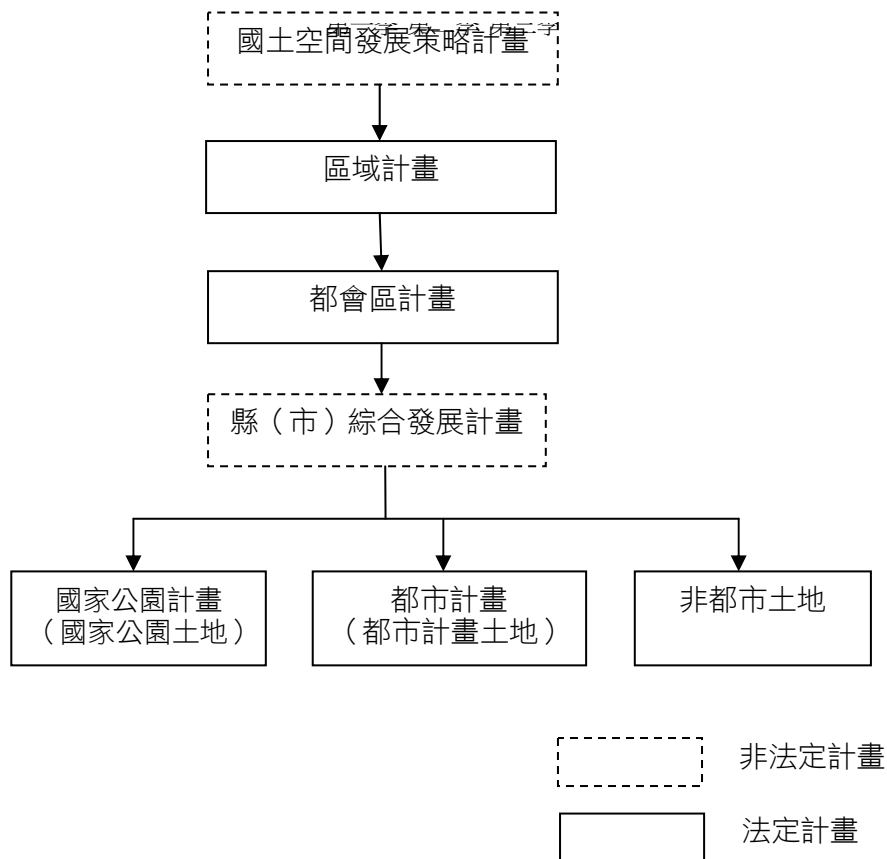 國土空間發展策略計畫
區域計畫
都會區計畫
縣（市）綜合發展計畫
國家公園計畫
（國家公園土地）
都市計畫
（都市計畫土地）
非都市土地
非法定計畫
法定計畫